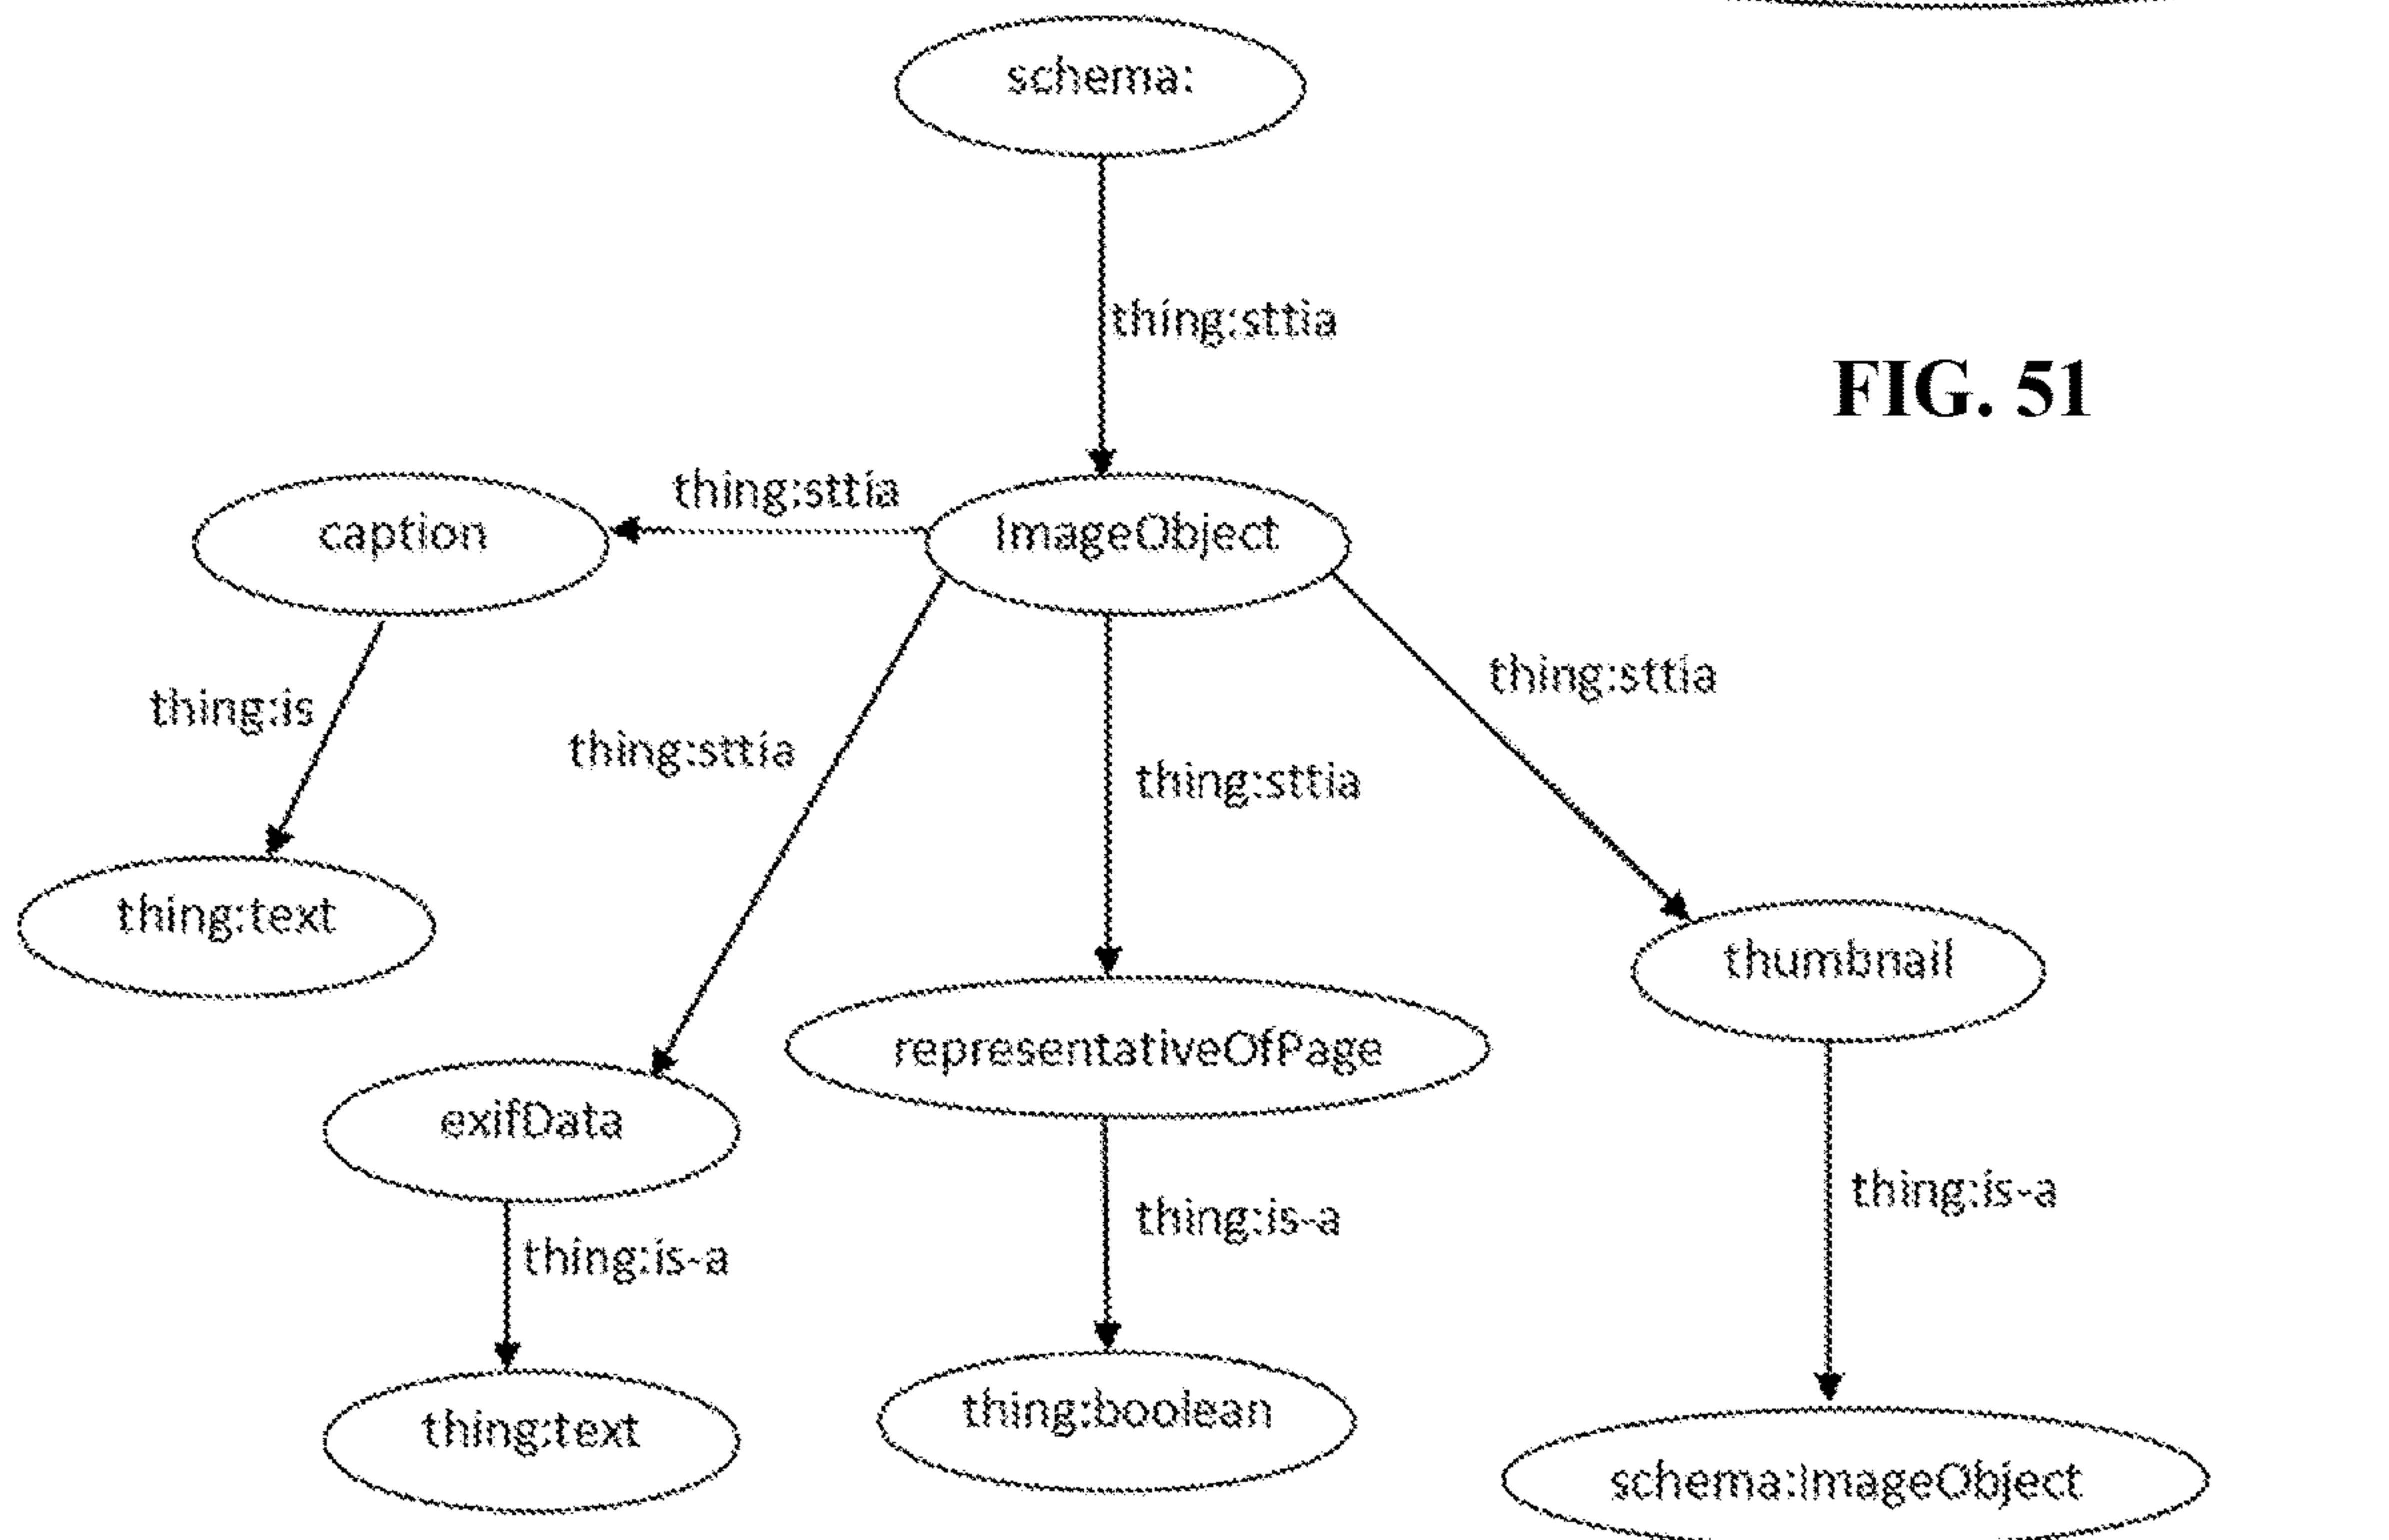 schema:
thing:sttia
FIG. 51
thing:sttia
caption
ImageObject
thing:sttia
thing:is
thing:sttia
thing:sttia
thing:text
thumbnail
representativeOfPage
exifData
thing:is-a
thing:is-a
thing:is-a
thing:boolean
thing:text
schema:ImageObject